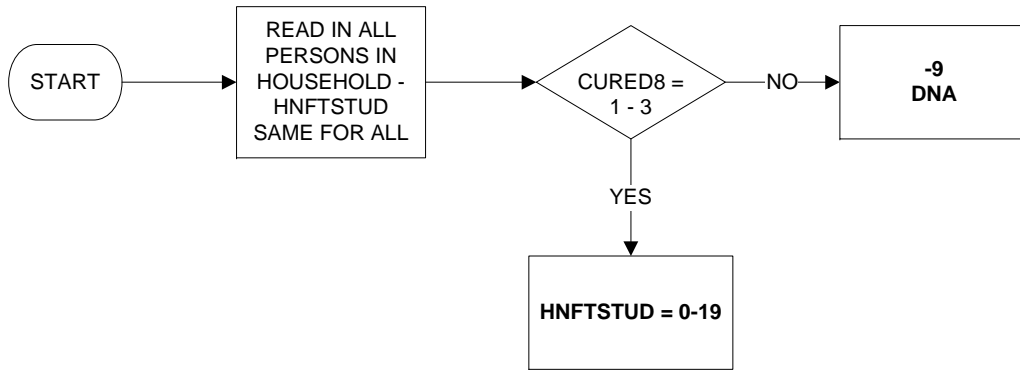 START
READ IN ALL
PERSONS IN
HOUSEHOLD -
HNFTSTUD
SAME FOR ALL
CURED8 =
1 - 3
NO
-9
DNA
YES
HNFTSTUD = 0-19